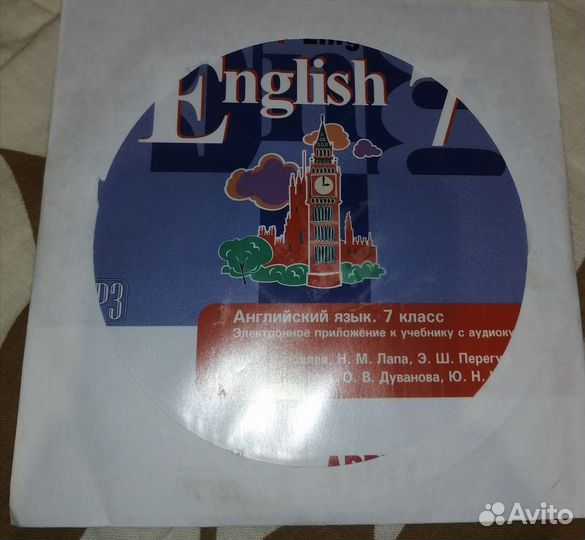 English 7
Английский язык. 7 класс
Электронное приложение к учебнику с аудиоку
Н. М. Лапа, Э. Ш. Перегу
О. В. Дуванова, Ю. Н.
Avito